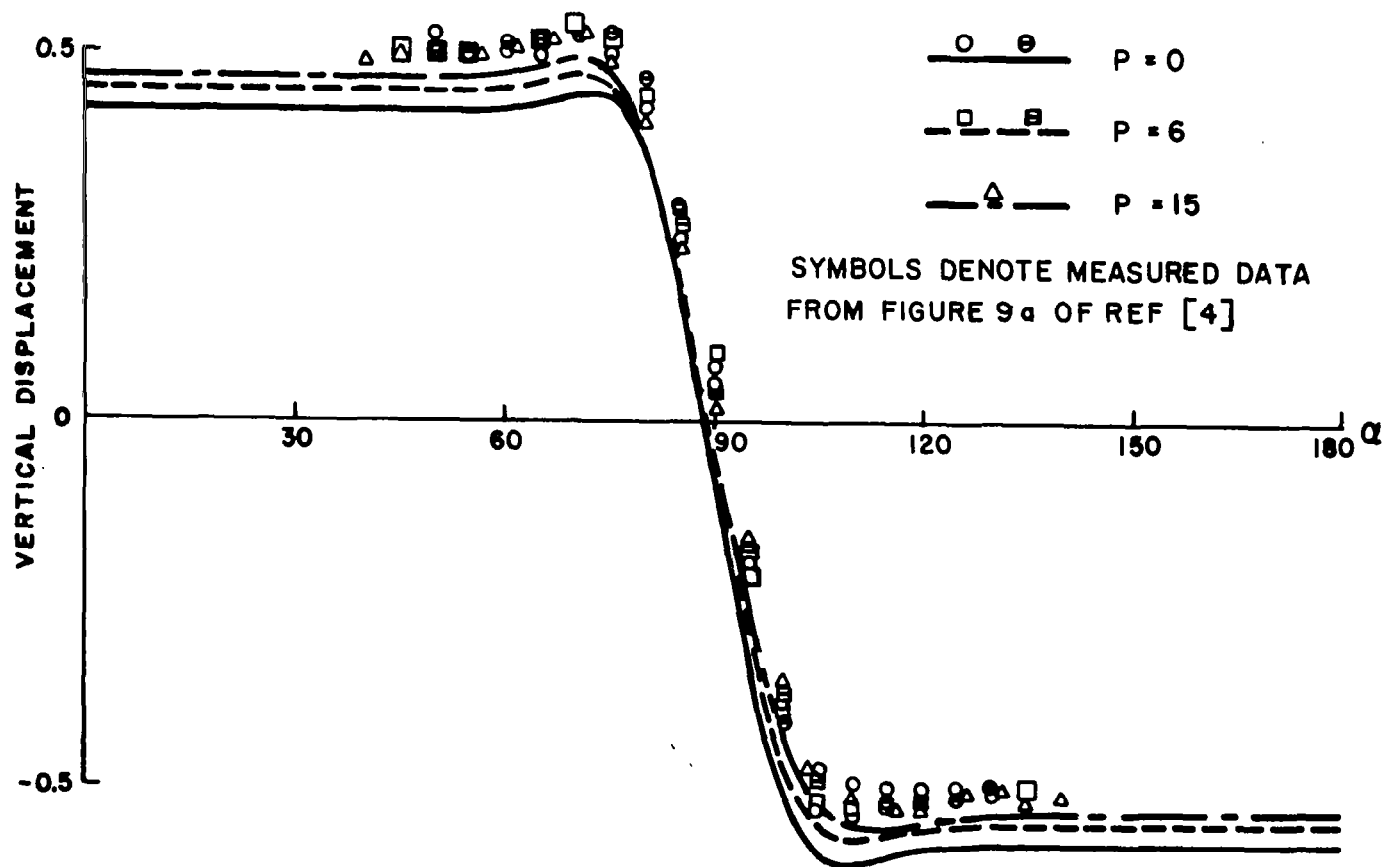 0.5
P = 0
P = 6
P = 15
SYMBOLS DENOTE MEASURED DATA
FROM FIGURE 9a OF REF [4]
VERTICAL DISPLACEMENT
0
30
60
90
120
150
180 α
-0.5